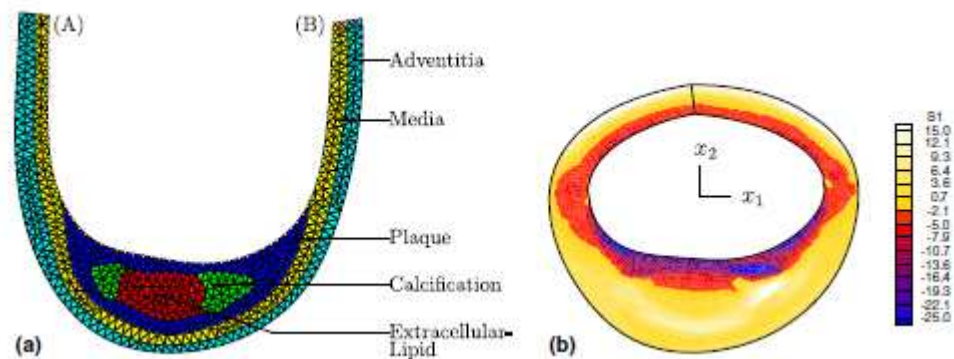 (A)
(B)
Adventitia
Media
Plaque
Calcification
Extracellular-
Lipid
(a)
x2
x1
(b)
S1
15.0
12.1
9.3
6.4
3.6
0.7
-2.1
-5.0
-7.9
-10.7
-13.6
-16.4
-19.3
-22.1
-25.0